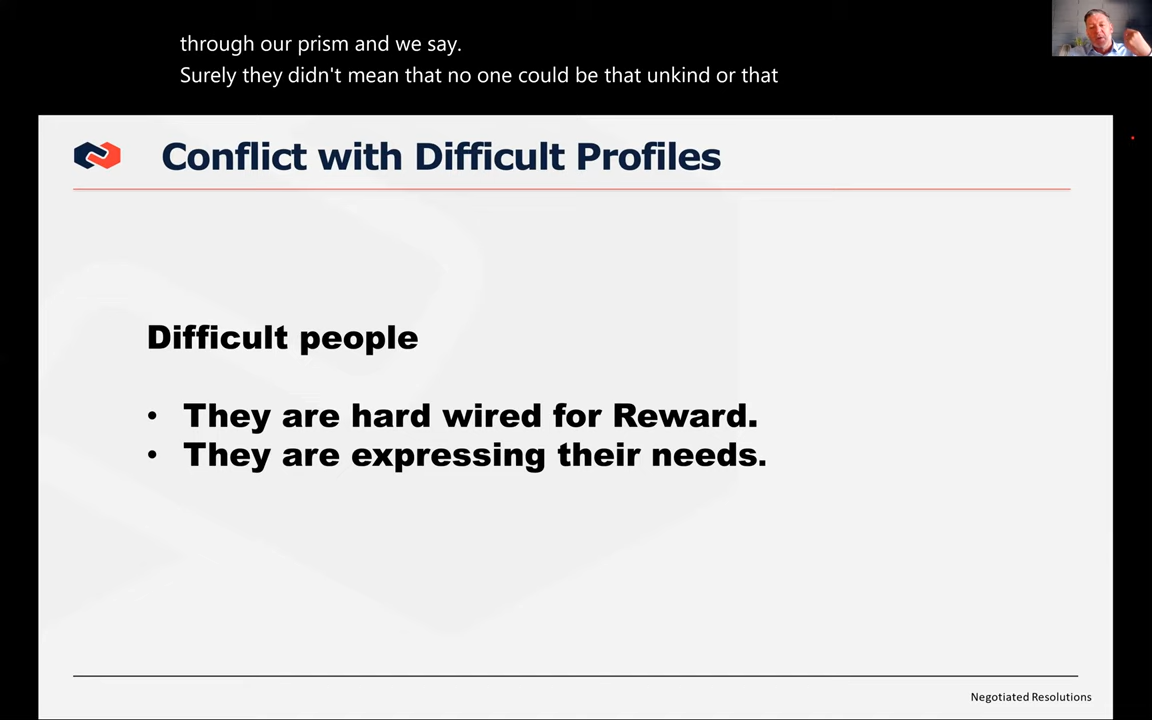 through our prism and we say.
Surely they didn't mean that no one could be that unkind or that
Conflict with Difficult Profiles
Difficult people
• They are hard wired for Reward.
• They are expressing their needs.
Negotiated Resolutions